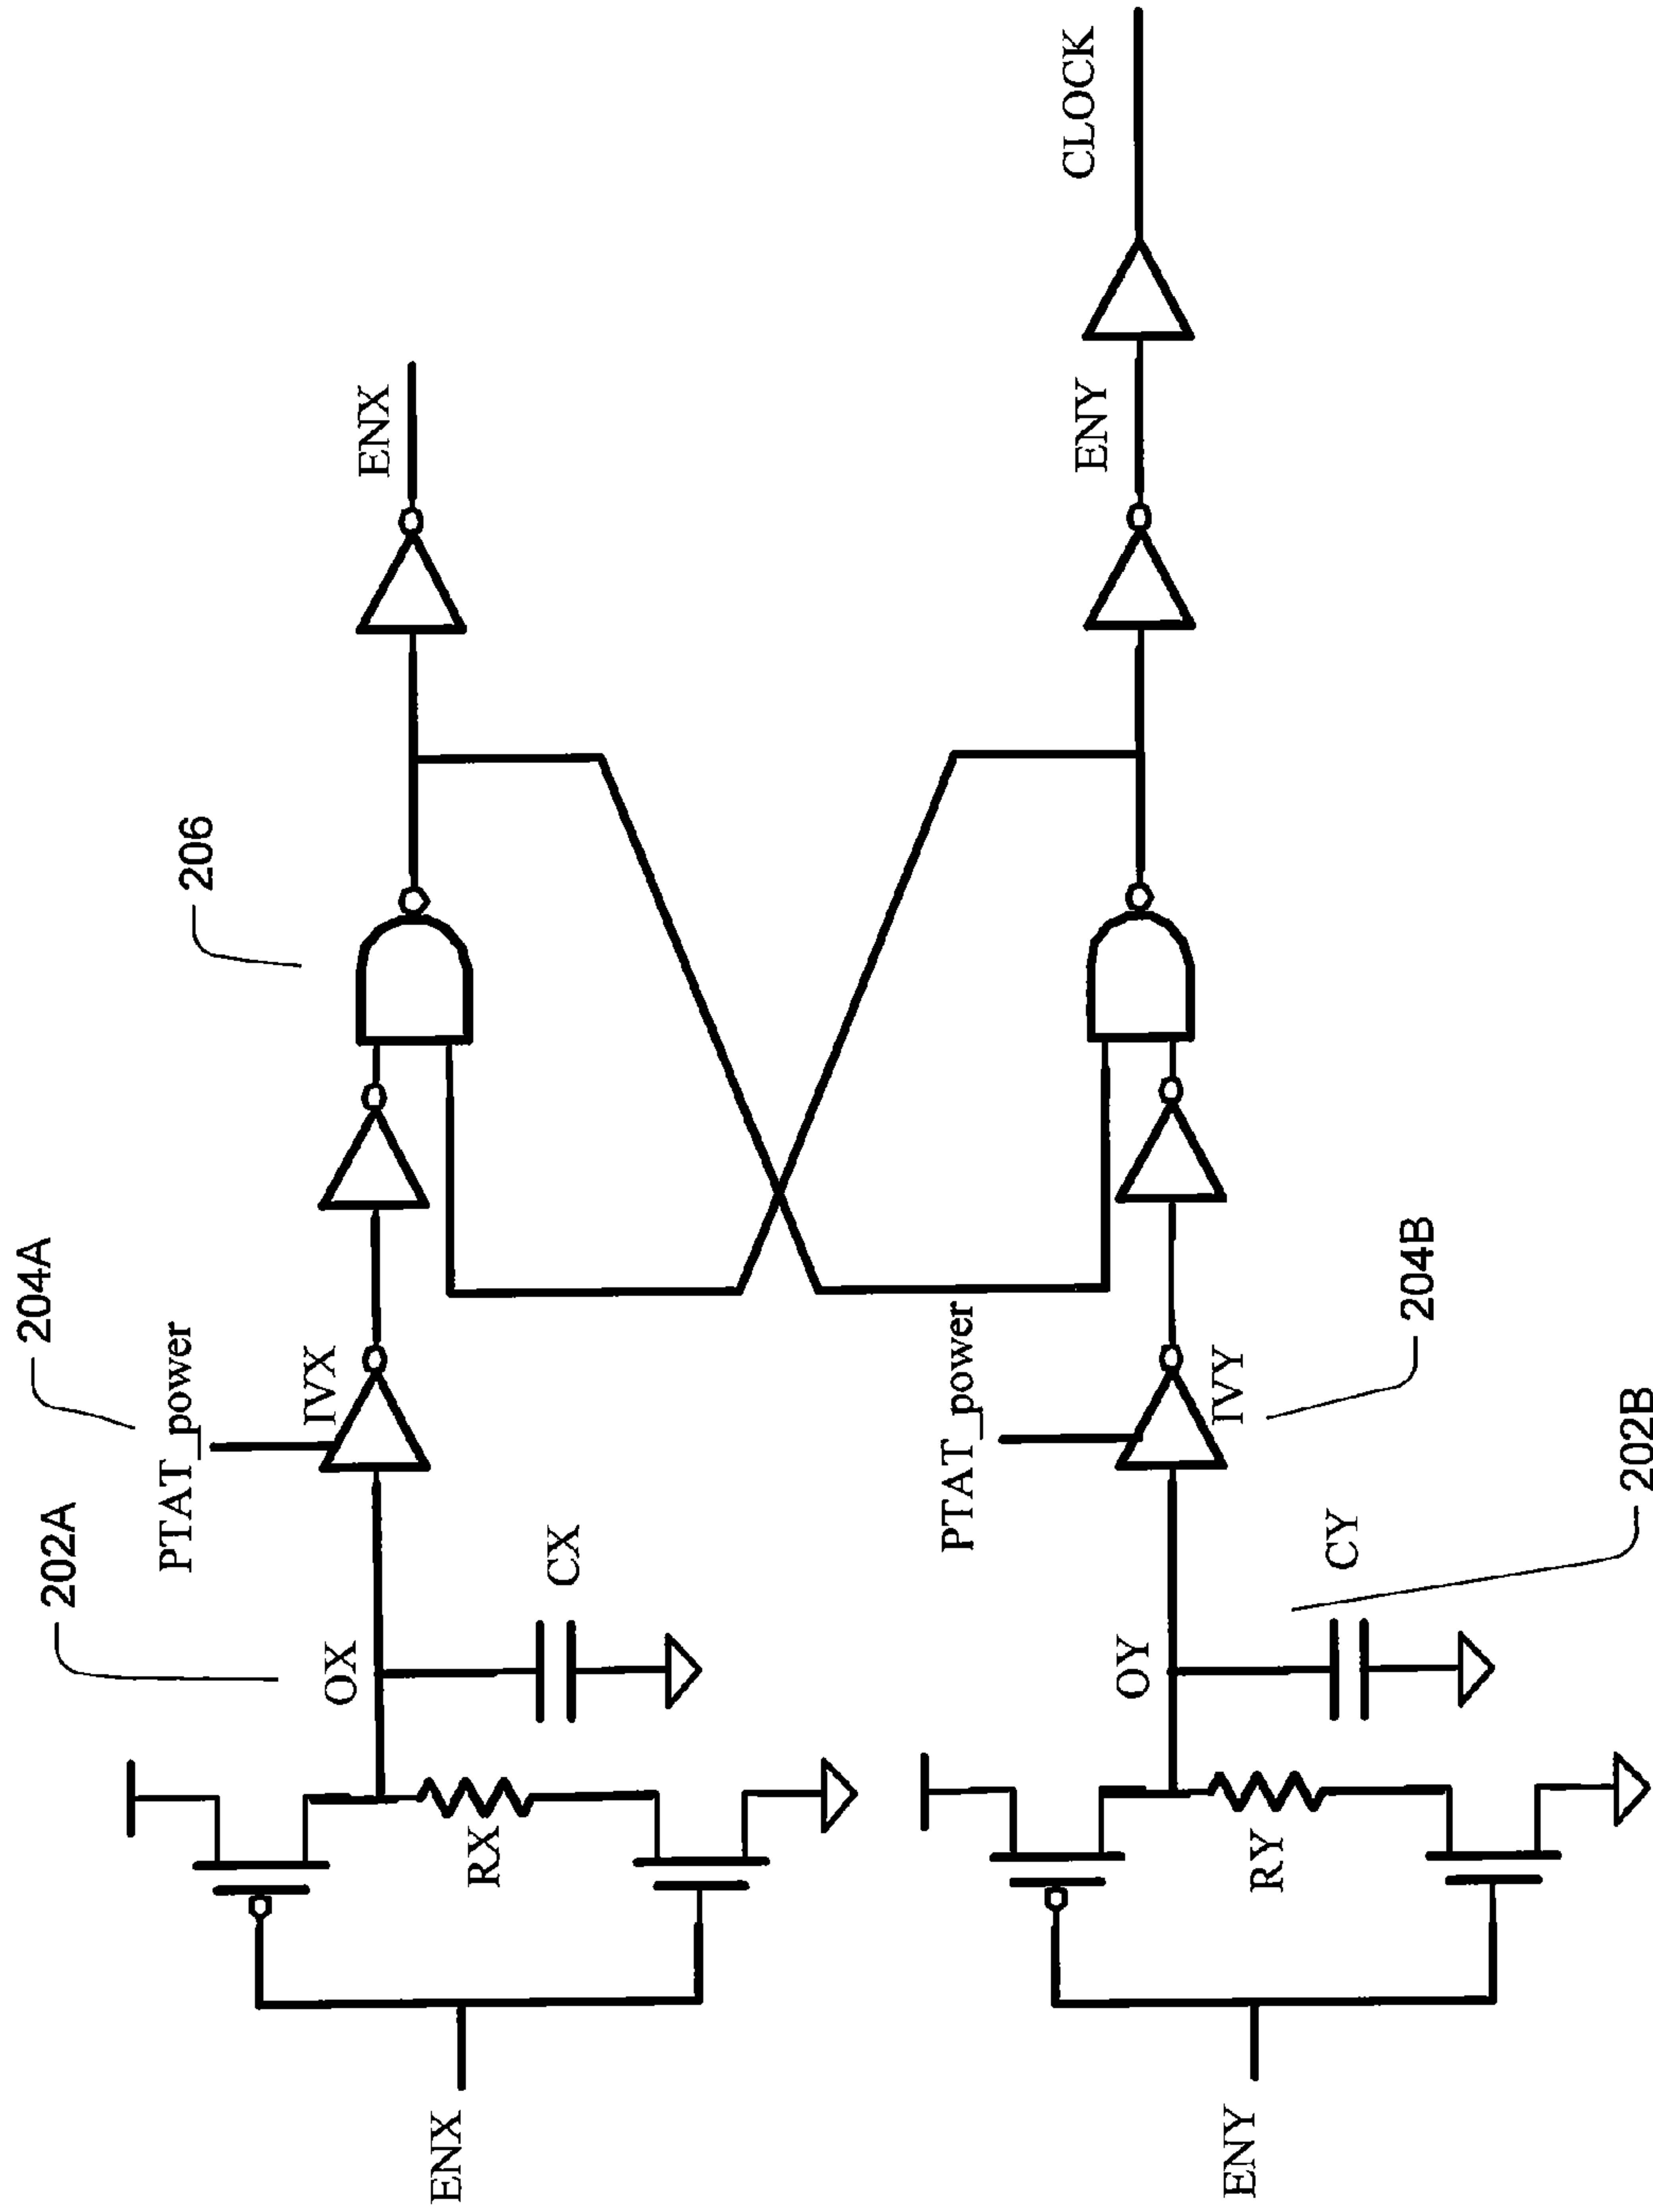 202A
204A
206
PTAT_power
ENX
OX
IVX
ENX
RX
CX
202B
204B
PTAT_power
ENY
OY
IVY
ENY
CLOCK
RY
CY